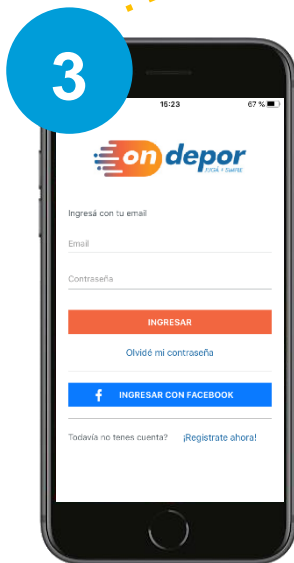 3
15:23 67 %
on depor
Ingresá con tu email
Email
Contraseña
INGRESAR
Olvidé mi contraseña
f INGRESAR CON FACEBOOK
Todavía no tenes cuenta? ¡Registrate ahora!